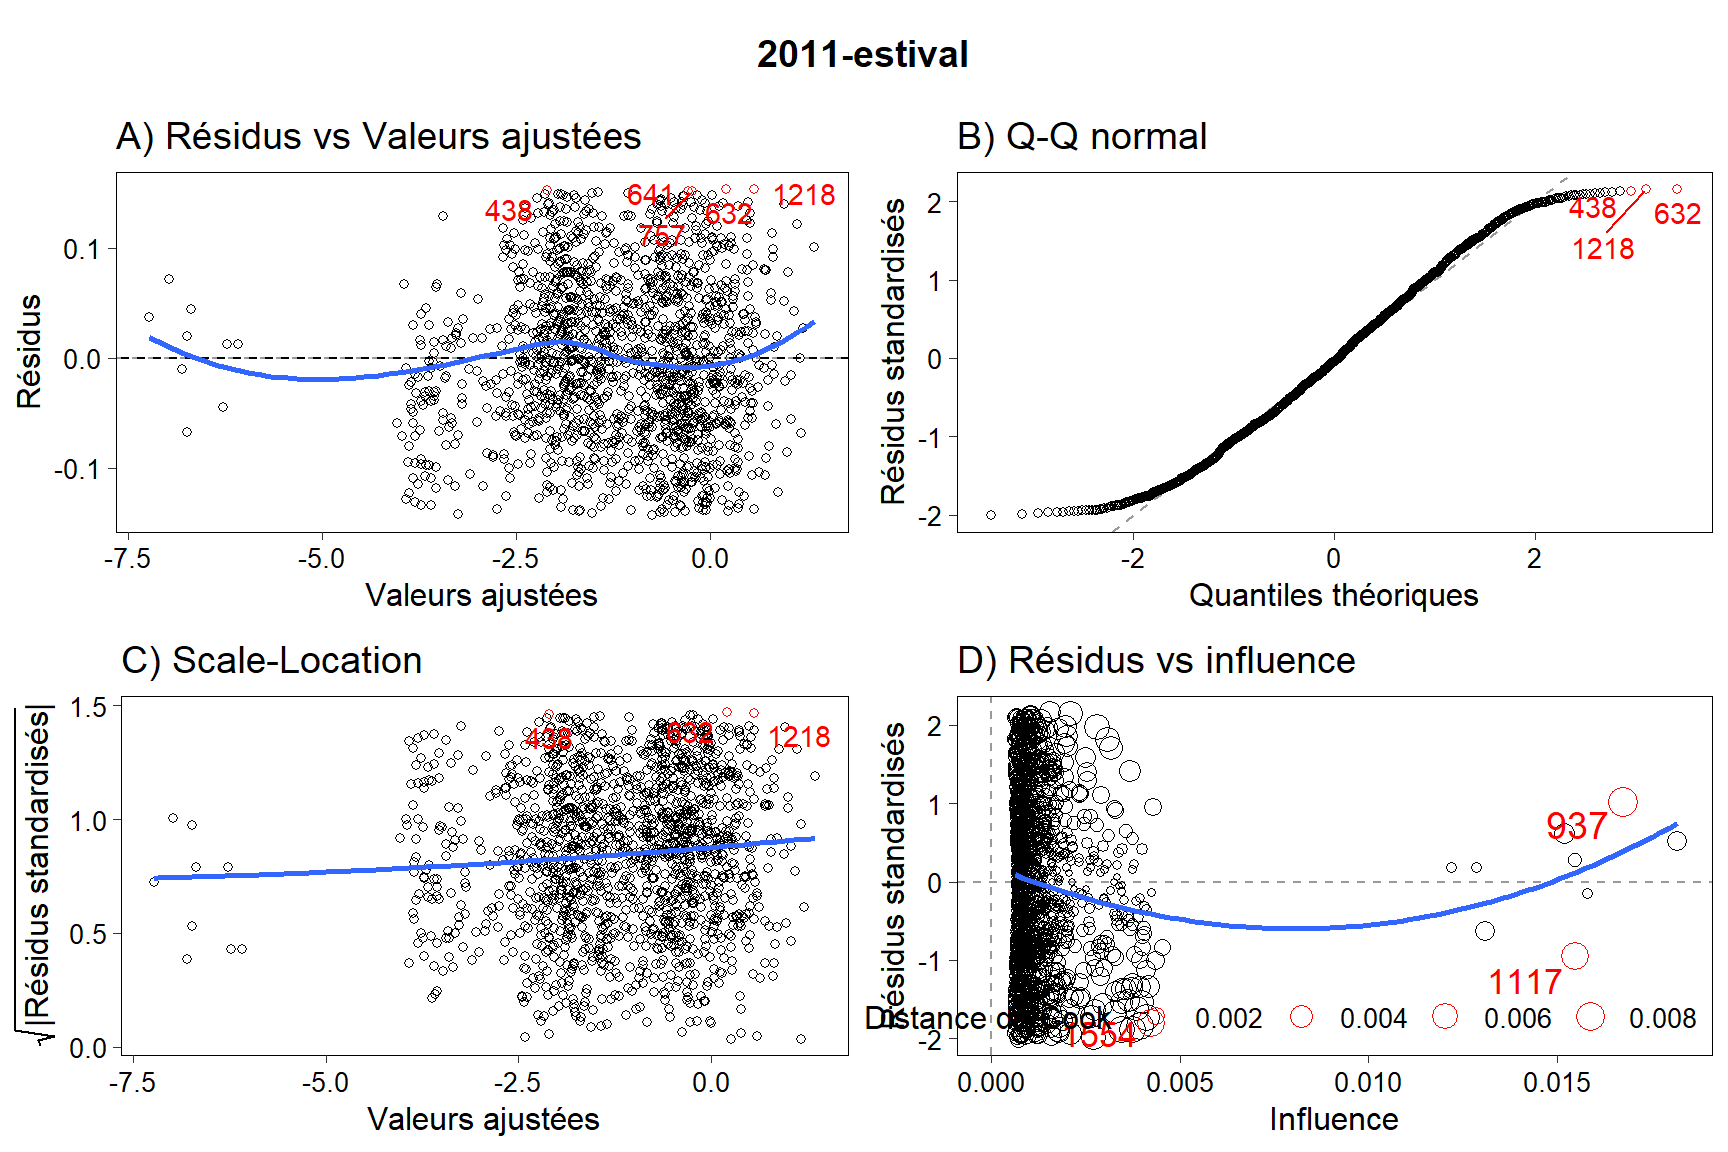 2011-estival
A) Résidus vs Valeurs ajustées
Résidus
0.1
0.0
-0.1
438
641
757
632
1218
-7.5 -5.0 -2.5 0.0
Valeurs ajustées
B) Q-Q normal
Résidus standardisés
2
1
0
-1
-2
438
632
1218
-2 0 2
Quantiles théoriques
C) Scale-Location
√|Résidus standardisés|
1.5
1.0
0.5
0.0
438
632
1218
-7.5 -5.0 -2.5 0.0
Valeurs ajustées
D) Résidus vs influence
Résidus standardisés
2
1
0
-1
-2
937
1117
1554
Distance de Cook 0.002 0.004 0.006 0.008
0.000 0.005 0.010 0.015
Influence